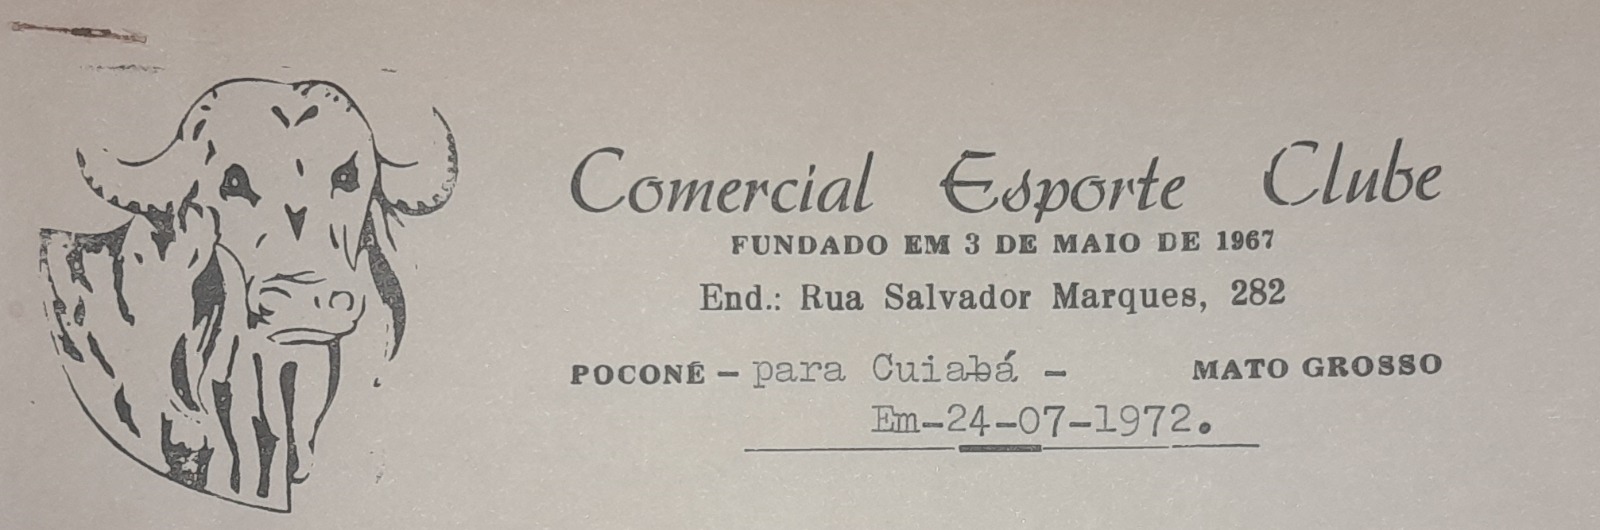 Comercial Esporte Clube
FUNDADO EM 3 DE MAIO DE 1967
End.: Rua Salvador Marques, 282
POCONÉ – para Cuiabá – MATO GROSSO
Em-24-07-1972.